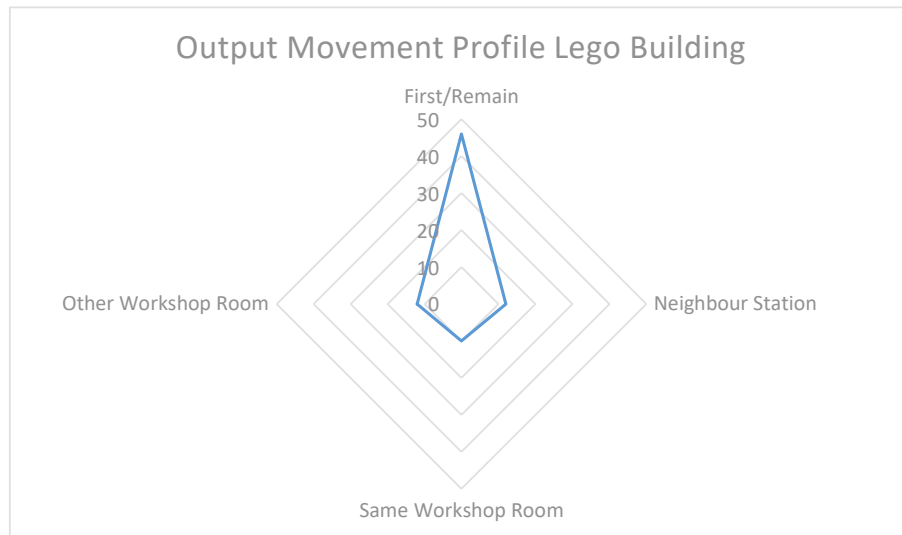 Output Movement Profile Lego Building
First/Remain
50
40
30
20
10
0
Other Workshop Room
Neighbour Station
Same Workshop Room